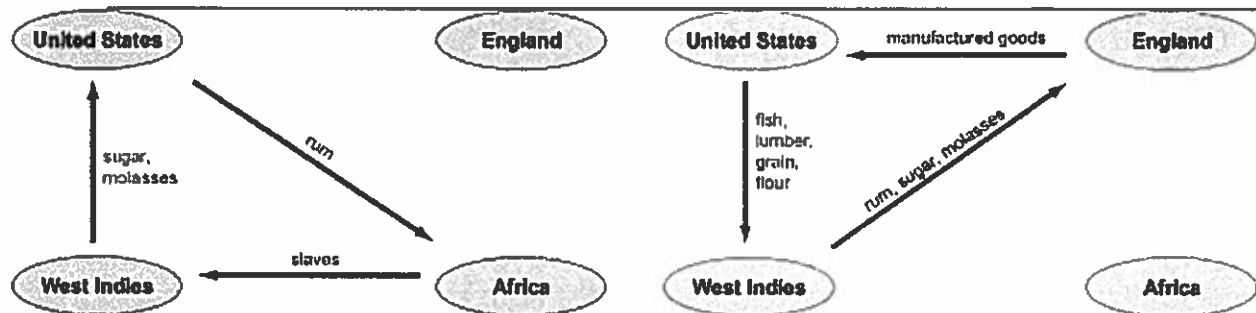 United States
England
United States
manufactured goods
England
sugar,
molasses
rum
fish,
lumber,
grain,
flour
rum, sugar, molasses
West Indies
slaves
Africa
West Indies
Africa